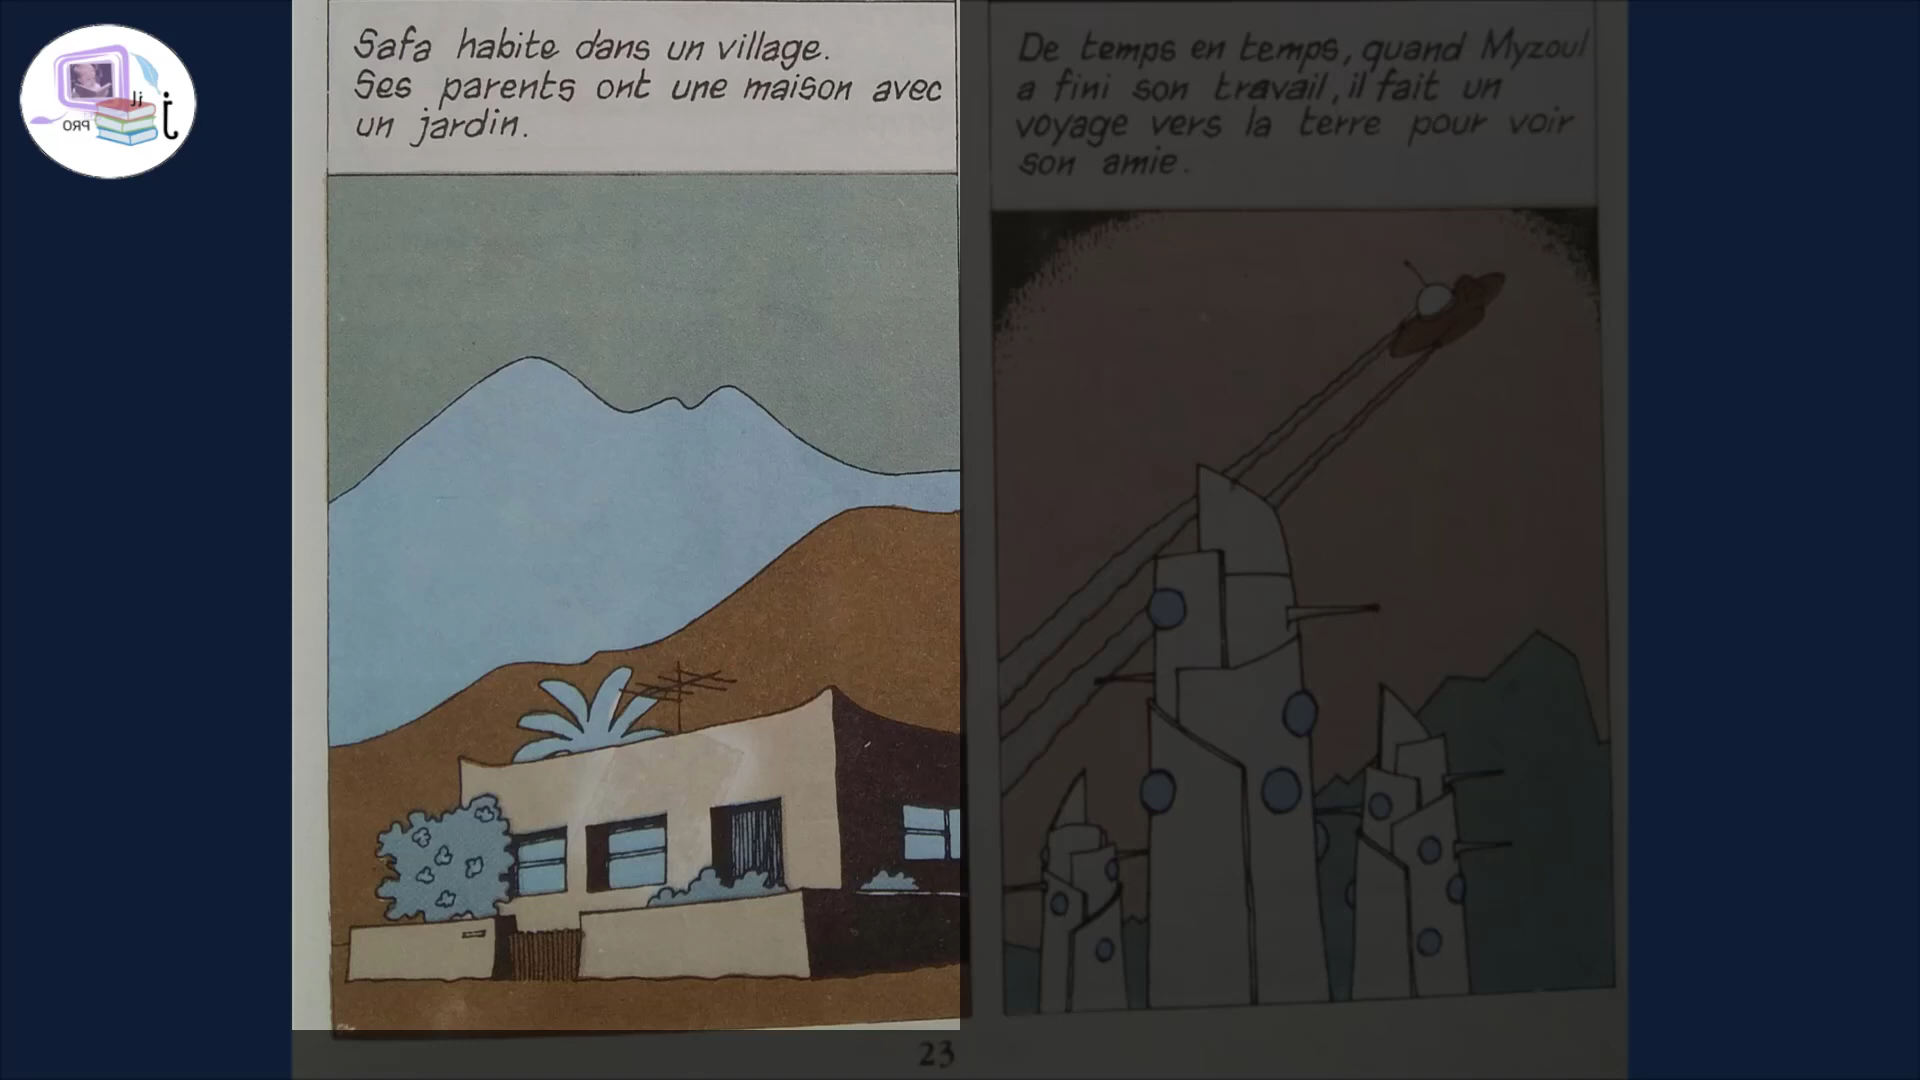 Safa habite dans un village.
Ses parents ont une maison avec
un jardin.
De temps en temps, quand Myzoul
a fini son travail, il fait un
voyage vers la terre pour voir
son amie.
23